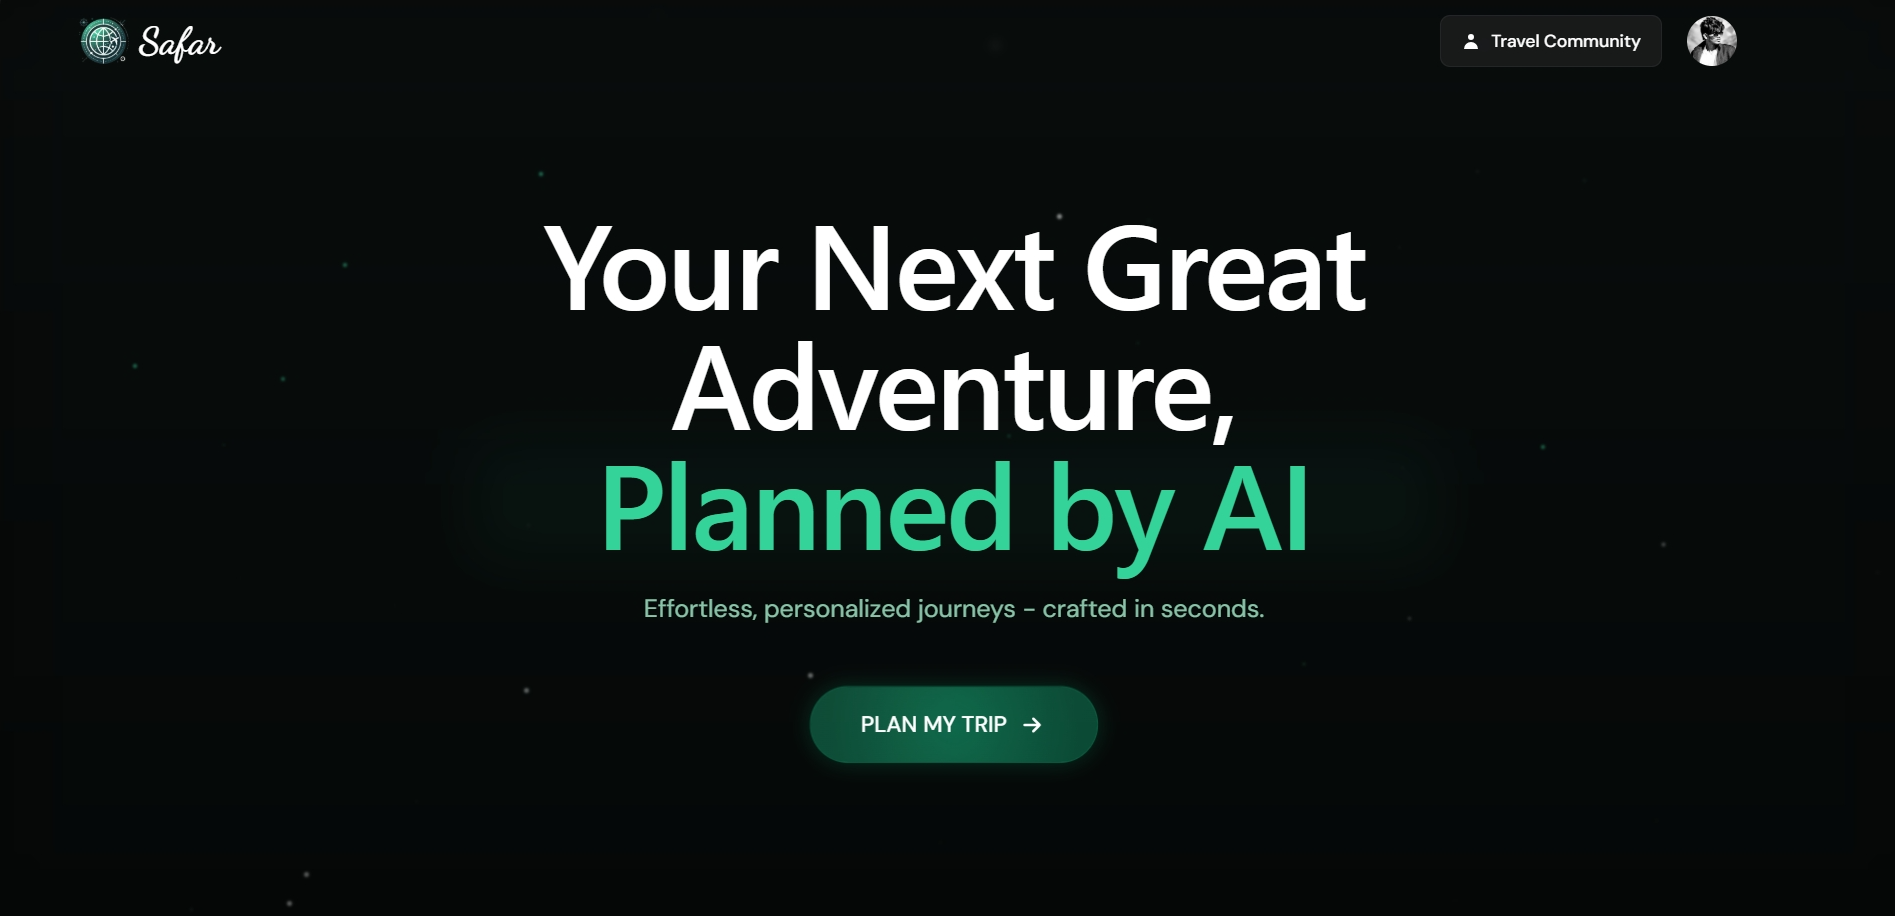 Safar
Travel Community
Your Next Great
Adventure,
Planned by AI
Effortless, personalized journeys - crafted in seconds.
PLAN MY TRIP →